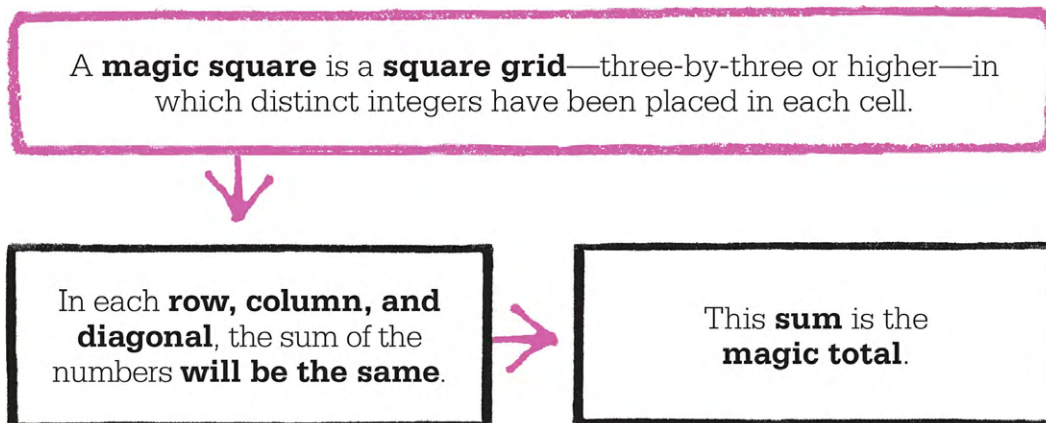 A magic square is a square grid—three-by-three or higher—in
which distinct integers have been placed in each cell.
In each row, column, and
diagonal, the sum of the
numbers will be the same.
This sum is the
magic total.